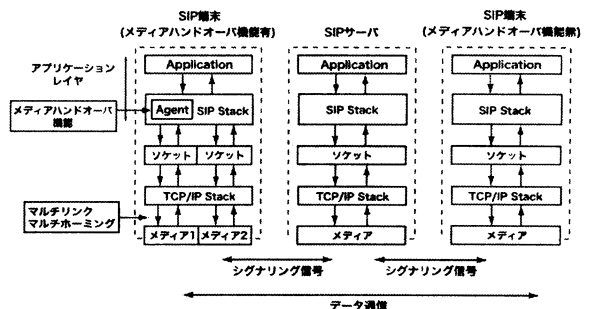 SIP端末
(メディアハンドオーバ機能有)
SIPサーバ
SIP端末
(メディアハンドオーバ機能無)
アプリケーション
レイヤ
メディアハンドオーバ
機能
マルチリンク
マルチホーミング
Application
Agent
SIP Stack
ソケット
ソケット
TCP/IP Stack
メディア1
メディア2
Application
SIP Stack
ソケット
TCP/IP Stack
メディア
Application
SIP Stack
ソケット
TCP/IP Stack
メディア
シグナリング信号
シグナリング信号
データ通信